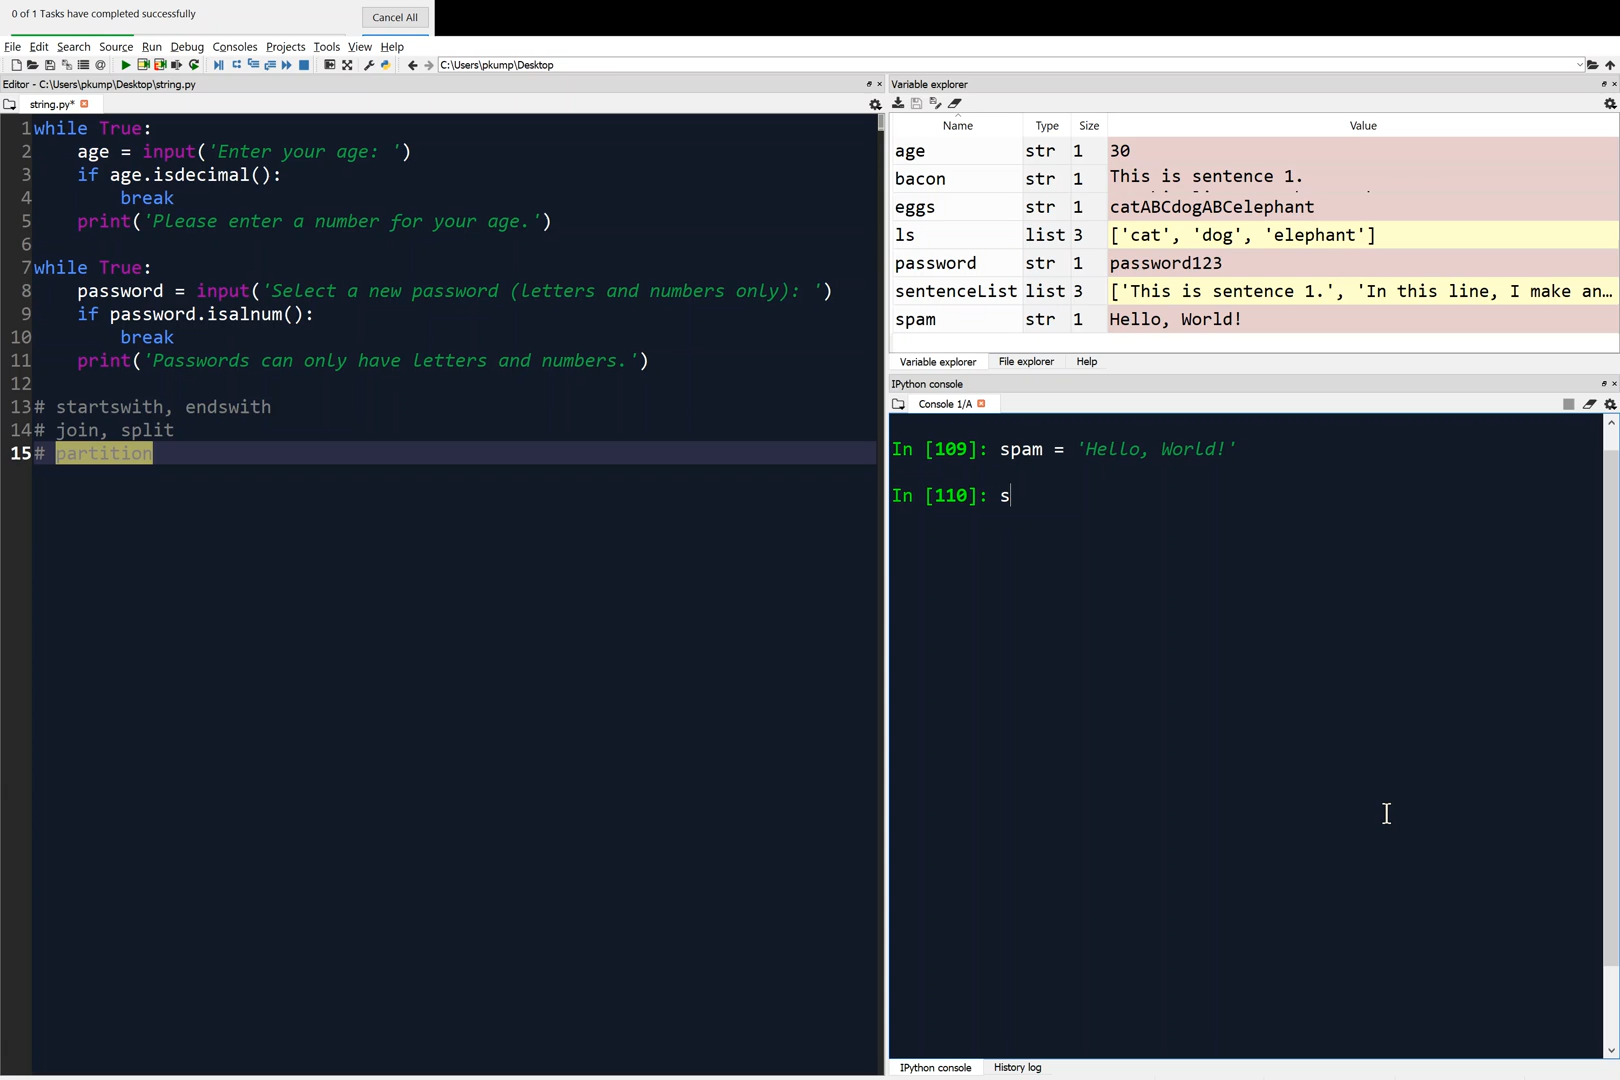 0 of 1 Tasks have completed successfully
Cancel All
File Edit Search Source Run Debug Consoles Projects Tools View Help
C:\Users\pkump\Desktop
Editor - C:\Users\pkump\Desktop\string.py
string.py*
1 while True:
2 age = input('Enter your age: ')
3 if age.isdecimal():
4 break
5 print('Please enter a number for your age.')
6
7 while True:
8 password = input('Select a new password (letters and numbers only): ')
9 if password.isalnum():
10 break
11 print('Passwords can only have letters and numbers.')
12
13 # startswith, endswith
14 # join, split
15 # partition
Variable explorer
Name Type Size Value
age str 1 30
bacon str 1 This is sentence 1.
eggs str 1 catABCdogABCelephant
ls list 3 ['cat', 'dog', 'elephant']
password str 1 password123
sentenceList list 3 ['This is sentence 1.', 'In this line, I make an…
spam str 1 Hello, World!
Variable explorer File explorer Help
IPython console
Console 1/A
In [109]: spam = 'Hello, World!'
In [110]: s
IPython console History log